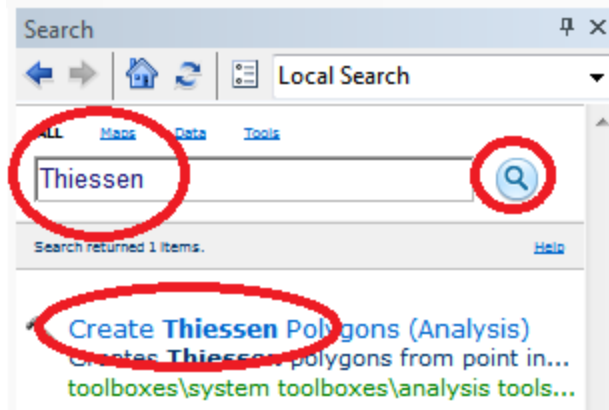 Search
Local Search
ALL Maps Data Tools
Thiessen
Search returned 1 items.
Help
Create Thiessen Polygons (Analysis)
Creates Thiessen polygons from point in...
toolboxes\system toolboxes\analysis tools...